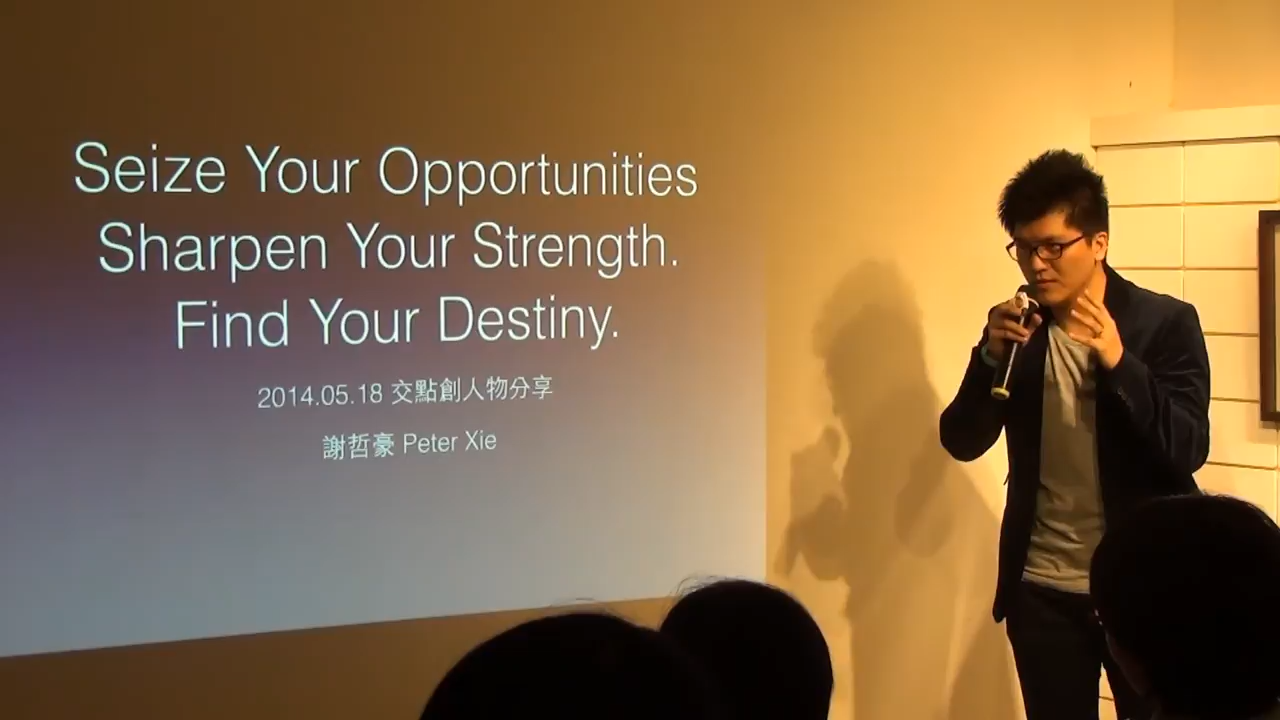 Seize Your Opportunities
Sharpen Your Strength.
Find Your Destiny.
2014.05.18 交點創人物分享
謝哲豪 Peter Xie